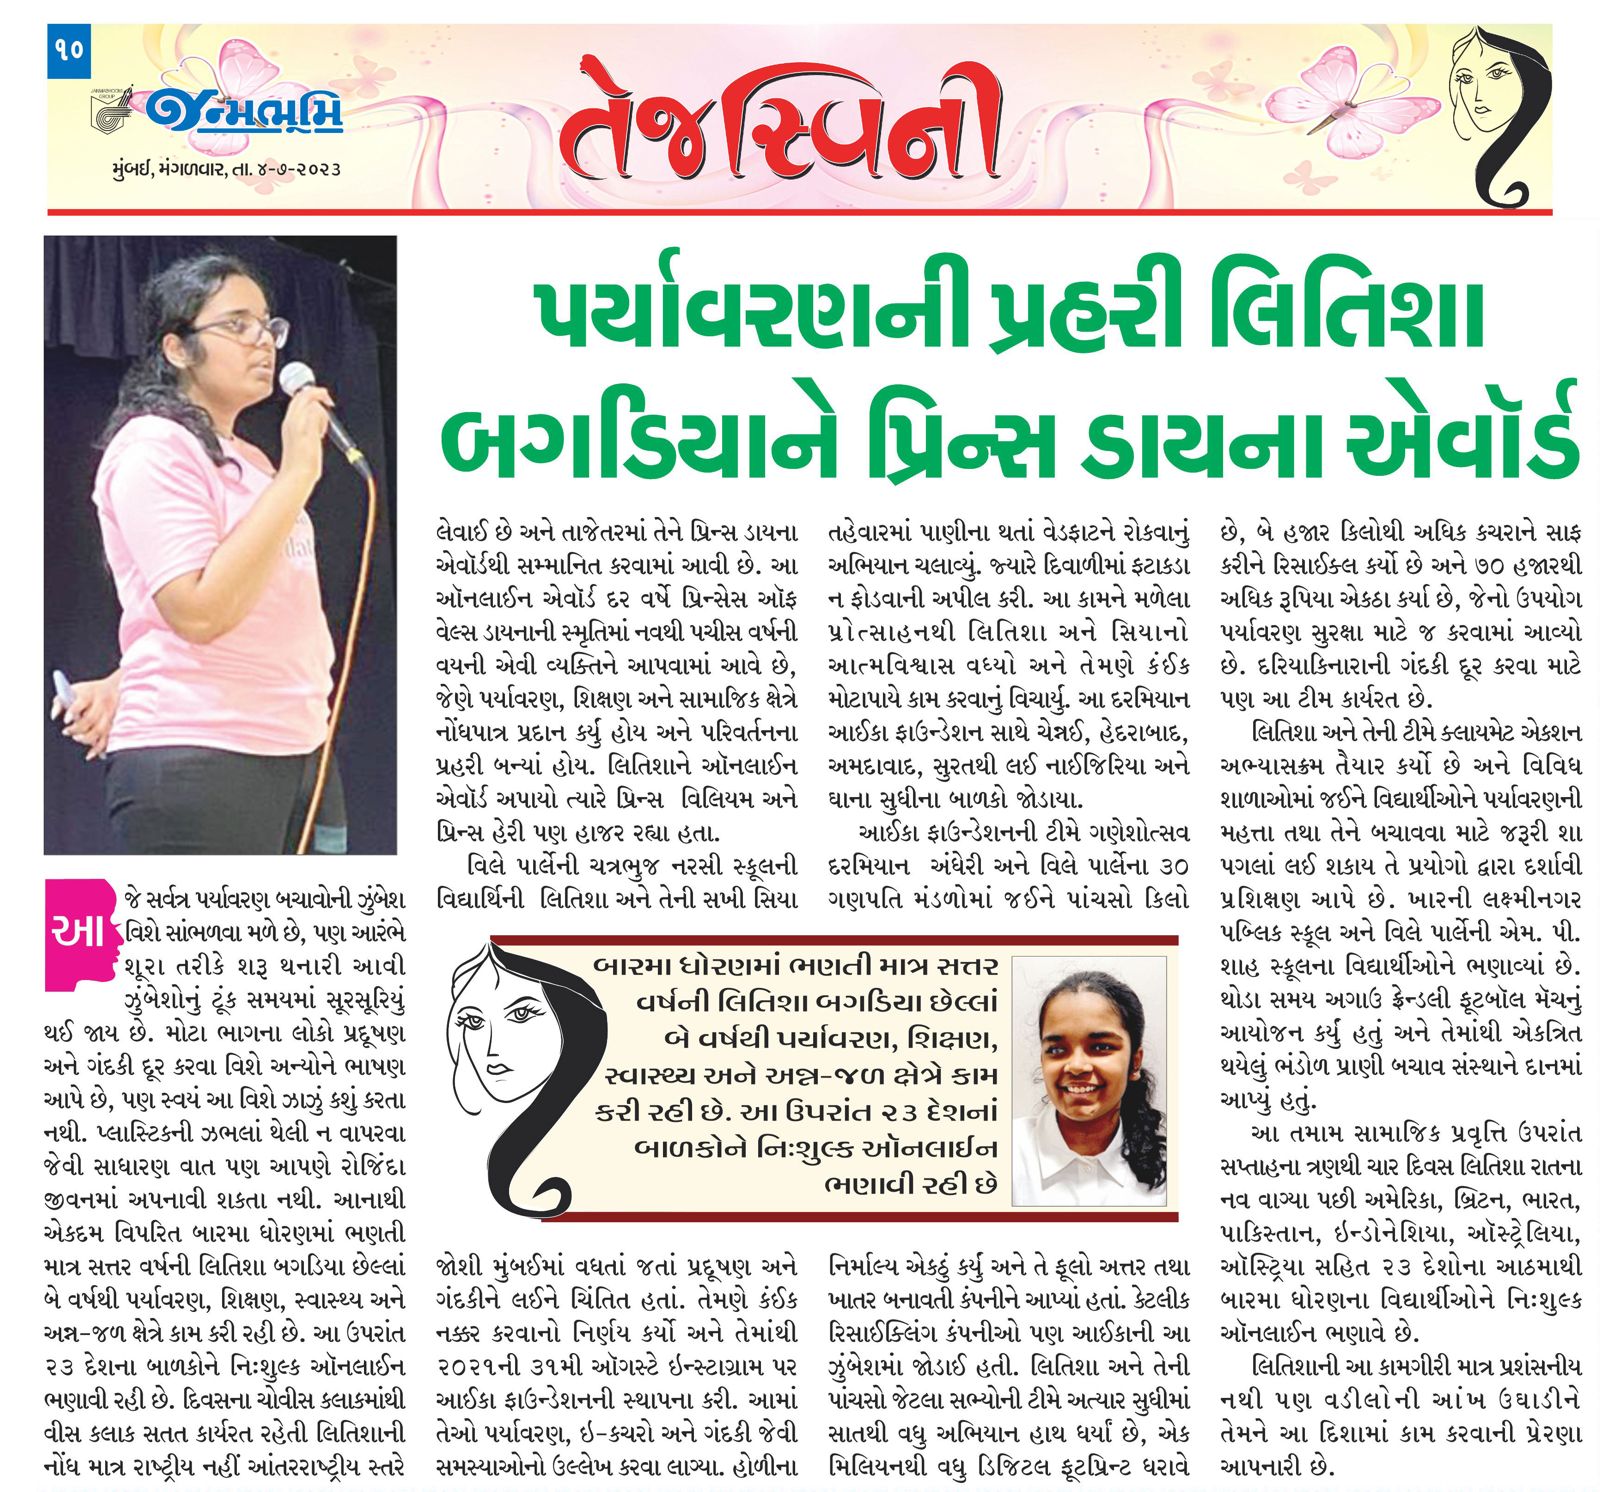 ૧૦
JANMABHOOMI
GROUP
જન્મભૂમિ
મુંબઈ, મંગળવાર, તા. ૪-૭-૨૦૨૩
તેજસ્વિની
પર્યાવરણની પ્રહરી લિતિશા
બગડિયાને પ્રિન્સ ડાયના એવૉર્ડ
આજે સર્વત્ર પર્યાવરણ બચાવોની ઝુંબેશ
વિશે સાંભળવા મળે છે, પણ આરંભે
શૂરા તરીકે શરૂ થનારી આવી
ઝુંબેશોનું ટૂંક સમયમાં સૂરસૂરિયું
થઈ જાય છે. મોટા ભાગના લોકો પ્રદૂષણ
અને ગંદકી દૂર કરવા વિશે અન્યોને ભાષણ
આપે છે, પણ સ્વયં આ વિશે ઝાઝું કશું કરતા
નથી. પ્લાસ્ટિકની ઝભલાં થેલી ન વાપરવા
જેવી સાધારણ વાત પણ આપણે રોજિંદા
જીવનમાં અપનાવી શકતા નથી. આનાથી
એકદમ વિપરિત બારમા ધોરણમાં ભણતી
માત્ર સત્તર વર્ષની લિતિશા બગડિયા છેલ્લાં
બે વર્ષથી પર્યાવરણ, શિક્ષણ, સ્વાસ્થ્ય અને
અન્ન-જળ ક્ષેત્રે કામ કરી રહી છે. આ ઉપરાંત
૨૩ દેશના બાળકોને નિઃશુલ્ક ઑનલાઈન
ભણાવી રહી છે. દિવસના ચોવીસ કલાકમાંથી
વીસ કલાક સતત કાર્યરત રહેતી લિતિશાની
નોંધ માત્ર રાષ્ટ્રીય નહીં આંતરરાષ્ટ્રીય સ્તરે
લેવાઈ છે અને તાજેતરમાં તેને પ્રિન્સ ડાયના
એવૉર્ડથી સમ્માનિત કરવામાં આવી છે. આ
ઑનલાઈન એવૉર્ડ દર વર્ષે પ્રિન્સેસ ઑફ
વેલ્સ ડાયનાની સ્મૃતિમાં નવથી પચીસ વર્ષની
વયની એવી વ્યક્તિને આપવામાં આવે છે,
જેણે પર્યાવરણ, શિક્ષણ અને સામાજિક ક્ષેત્રે
નોંધપાત્ર પ્રદાન કર્યું હોય અને પરિવર્તનના
પ્રહરી બન્યાં હોય. લિતિશાને ઑનલાઈન
એવૉર્ડ અપાયો ત્યારે પ્રિન્સ વિલિયમ અને
પ્રિન્સ હેરી પણ હાજર રહ્યા હતા.
વિલે પાર્લેની ચત્રભુજ નરસી સ્કૂલની
વિદ્યાર્થિની લિતિશા અને તેની સખી સિયા
જોશી મુંબઈમાં વધતાં જતાં પ્રદૂષણ અને
ગંદકીને લઈને ચિંતિત હતાં. તેમણે કંઈક
નક્કર કરવાનો નિર્ણય કર્યો અને તેમાંથી
૨૦૨૧ની ૩૧મી ઑગસ્ટે ઇન્સ્ટાગ્રામ પર
આઈકા ફાઉન્ડેશનની સ્થાપના કરી. આમાં
તેઓ પર્યાવરણ, ઇ-કચરો અને ગંદકી જેવી
સમસ્યાઓનો ઉલ્લેખ કરવા લાગ્યા. હોળીના
તહેવારમાં પાણીના થતાં વેડફાટને રોકવાનું
અભિયાન ચલાવ્યું. જ્યારે દિવાળીમાં ફટાકડા
ન ફોડવાની અપીલ કરી. આ કામને મળેલા
પ્રોત્સાહનથી લિતિશા અને સિયાનો
આત્મવિશ્વાસ વધ્યો અને તેમણે કંઈક
મોટાપાયે કામ કરવાનું વિચાર્યું. આ દરમિયાન
આઈકા ફાઉન્ડેશન સાથે ચેન્નઈ, હૈદરાબાદ,
અમદાવાદ, સુરતથી લઈ નાઈજિરિયા અને
ઘાના સુધીના બાળકો જોડાયા.
આઈકા ફાઉન્ડેશનની ટીમે ગણેશોત્સવ
દરમિયાન અંધેરી અને વિલે પાર્લેના ૩૦
ગણપતિ મંડળોમાં જઈને પાંચસો કિલો
બારમા ધોરણમાં ભણતી માત્ર સત્તર
વર્ષની લિતિશા બગડિયા છેલ્લાં
બે વર્ષથી પર્યાવરણ, શિક્ષણ,
સ્વાસ્થ્ય અને અન્ન-જળ ક્ષેત્રે કામ
કરી રહી છે. આ ઉપરાંત ૨૩ દેશનાં
બાળકોને નિઃશુલ્ક ઑનલાઈન
ભણાવી રહી છે
નિર્માલ્ય એકઠું કર્યું અને તે ફૂલો અત્તર તથા
ખાતર બનાવતી કંપનીને આપ્યાં હતાં. કેટલીક
રિસાઈક્લિંગ કંપનીઓ પણ આઈકાની આ
ઝુંબેશમાં જોડાઈ હતી. લિતિશા અને તેની
પાંચસો જેટલા સભ્યોની ટીમે અત્યાર સુધીમાં
સાતથી વધુ અભિયાન હાથ ધર્યાં છે, એક
મિલિયનથી વધુ ડિજિટલ ફૂટપ્રિન્ટ ધરાવે
છે, બે હજાર કિલોથી અધિક કચરાને સાફ
કરીને રિસાઈકલ કર્યો છે અને ૭૦ હજારથી
અધિક રૂપિયા એકઠા કર્યા છે, જેનો ઉપયોગ
પર્યાવરણ સુરક્ષા માટે જ કરવામાં આવ્યો
છે. દરિયાકિનારાની ગંદકી દૂર કરવા માટે
પણ આ ટીમ કાર્યરત છે.
લિતિશા અને તેની ટીમે ક્લાયમેટ એકશન
અભ્યાસક્રમ તૈયાર કર્યો છે અને વિવિધ
શાળાઓમાં જઈને વિદ્યાર્થીઓને પર્યાવરણની
મહત્તા તથા તેને બચાવવા માટે જરૂરી શા
પગલાં લઈ શકાય તે પ્રયોગો દ્વારા દર્શાવી
પ્રશિક્ષણ આપે છે. ખારની લક્ષ્મીનગર
પબ્લિક સ્કૂલ અને વિલે પાર્લેની એમ. પી.
શાહ સ્કૂલના વિદ્યાર્થીઓને ભણાવ્યાં છે.
થોડા સમય અગાઉ ફ્રેન્ડલી ફૂટબૉલ મૅચનું
આયોજન કર્યું હતું અને તેમાંથી એકત્રિત
થયેલું ભંડોળ પ્રાણી બચાવ સંસ્થાને દાનમાં
આપ્યું હતું.
આ તમામ સામાજિક પ્રવૃત્તિ ઉપરાંત
સપ્તાહના ત્રણથી ચાર દિવસ લિતિશા રાતના
નવ વાગ્યા પછી અમેરિકા, બ્રિટન, ભારત,
પાકિસ્તાન, ઇન્ડોનેશિયા, ઑસ્ટ્રેલિયા,
ઑસ્ટ્રિયા સહિત ૨૩ દેશોના આઠમાથી
બારમા ધોરણના વિદ્યાર્થીઓને નિઃશુલ્ક
ઑનલાઈન ભણાવે છે.
લિતિશાની આ કામગીરી માત્ર પ્રશંસનીય
નથી પણ વડીલોની આંખ ઉઘાડીને
તેમને આ દિશામાં કામ કરવાની પ્રેરણા
આપનારી છે.